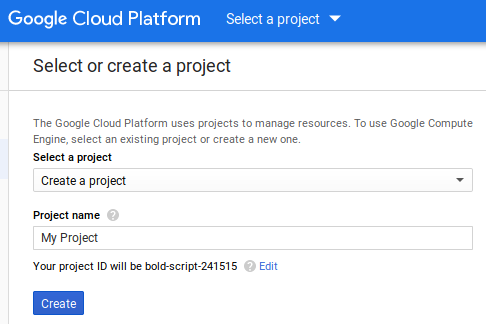 Google Cloud Platform Select a project
Select or create a project
The Google Cloud Platform uses projects to manage resources. To use Google Compute
Engine, select an existing project or create a new one.
Select a project
Create a project
Project name ?
My Project
Your project ID will be bold-script-241515 ? Edit
Create